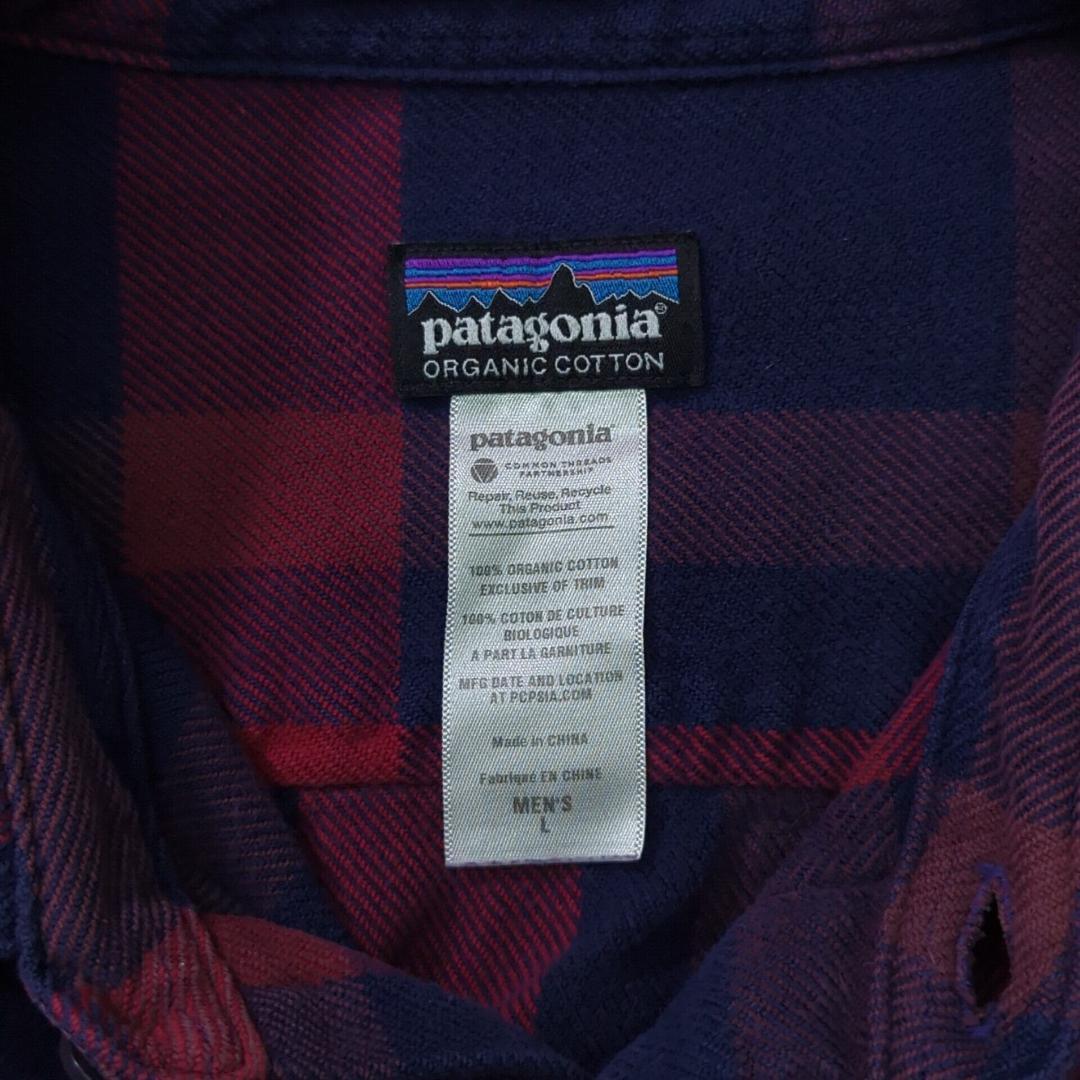 patagonia®
ORGANIC COTTON
patagonia®
COMMON THREADS
PARTNERSHIP
Repair, Reuse, Recycle
This Product
www.patagonia.com
100% ORGANIC COTTON
EXCLUSIVE OF TRIM
100% COTON DE CULTURE
BIOLOGIQUE
A PART LA GARNITURE
MFG DATE AND LOCATION
AT PCPSIA.COM
Made in CHINA
Fabriqué EN CHINE
MEN'S
L